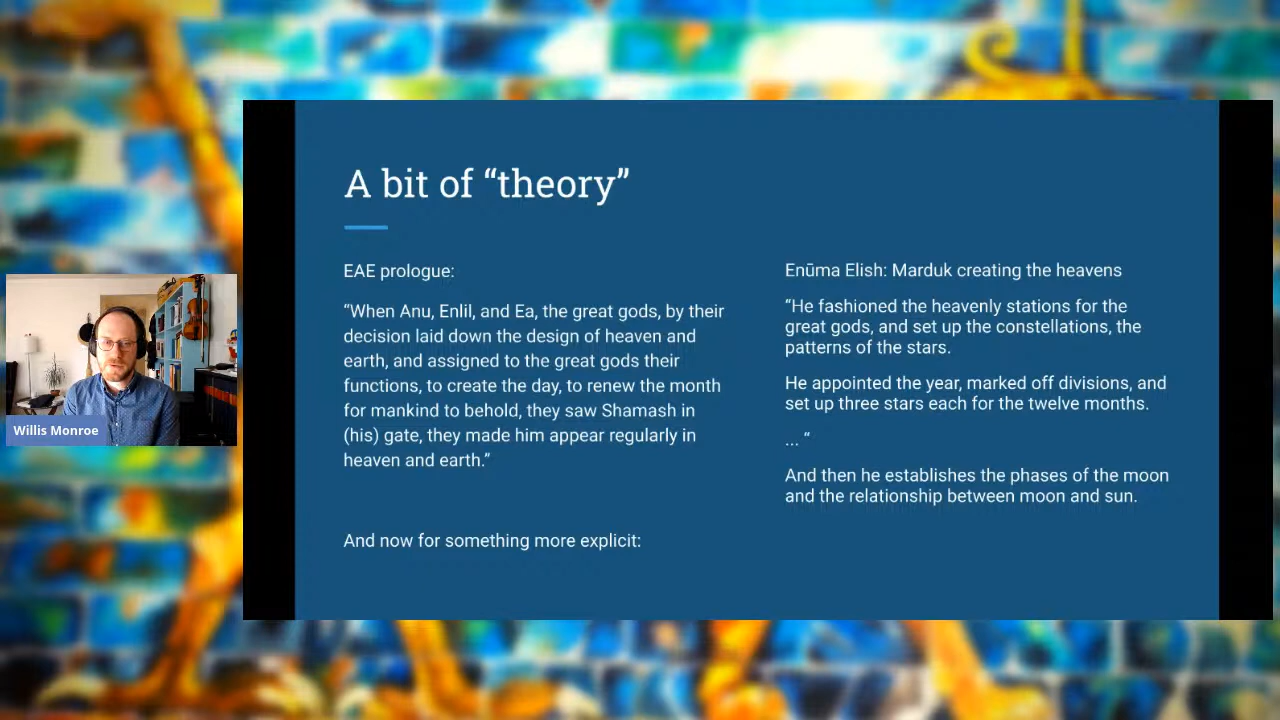 A bit of “theory”
EAE prologue:
“When Anu, Enlil, and Ea, the great gods, by their
decision laid down the design of heaven and
earth, and assigned to the great gods their
functions, to create the day, to renew the month
for mankind to behold, they saw Shamash in
(his) gate, they made him appear regularly in
heaven and earth.”
And now for something more explicit:
Enūma Elish: Marduk creating the heavens
“He fashioned the heavenly stations for the
great gods, and set up the constellations, the
patterns of the stars.
He appointed the year, marked off divisions, and
set up three stars each for the twelve months.
... “
And then he establishes the phases of the moon
and the relationship between moon and sun.
Willis Monroe